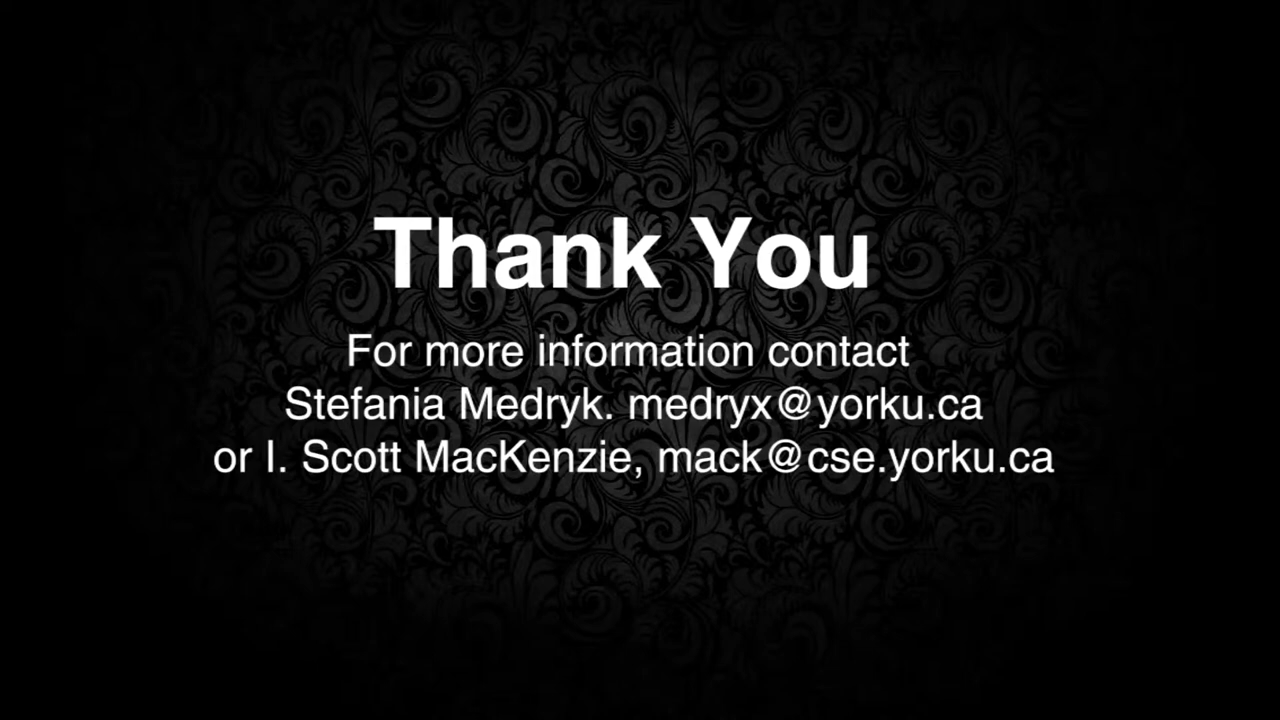 Thank You
For more information contact
Stefania Medryk. medryx@yorku.ca
or I. Scott MacKenzie, mack@cse.yorku.ca